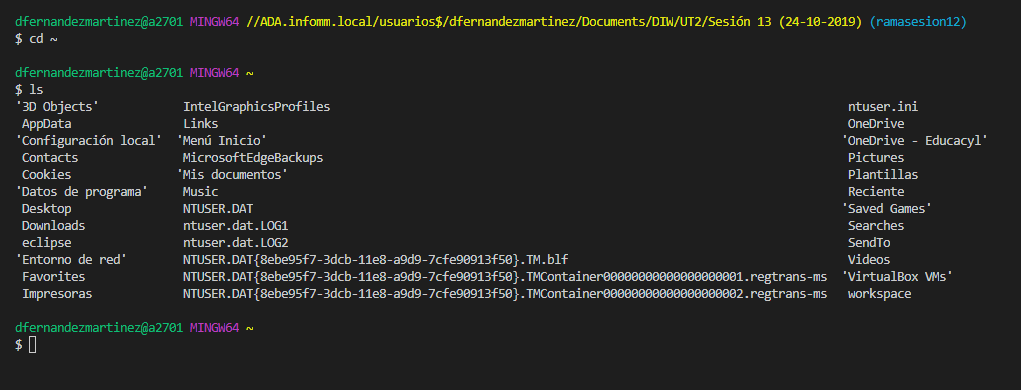 dfernandezmartinez@a2701 MINGW64 //ADA.infomm.local/usuarios$/dfernandezmartinez/Documents/DIW/UT2/Sesión 13 (24-10-2019) (ramasesion12)
$ cd ~
dfernandezmartinez@a2701 MINGW64 ~
$ ls
'3D Objects' IntelGraphicsProfiles ntuser.ini
AppData Links OneDrive
'Configuración local' 'Menú Inicio' 'OneDrive - Educacyl'
Contacts MicrosoftEdgeBackups Pictures
Cookies 'Mis documentos' Plantillas
'Datos de programa' Music Reciente
Desktop NTUSER.DAT 'Saved Games'
Downloads ntuser.dat.LOG1 Searches
eclipse ntuser.dat.LOG2 SendTo
'Entorno de red' NTUSER.DAT{8ebe95f7-3dcb-11e8-a9d9-7cfe90913f50}.TM.blf Videos
Favorites NTUSER.DAT{8ebe95f7-3dcb-11e8-a9d9-7cfe90913f50}.TMContainer00000000000000000001.regtrans-ms 'VirtualBox VMs'
Impresoras NTUSER.DAT{8ebe95f7-3dcb-11e8-a9d9-7cfe90913f50}.TMContainer00000000000000000002.regtrans-ms workspace
dfernandezmartinez@a2701 MINGW64 ~
$